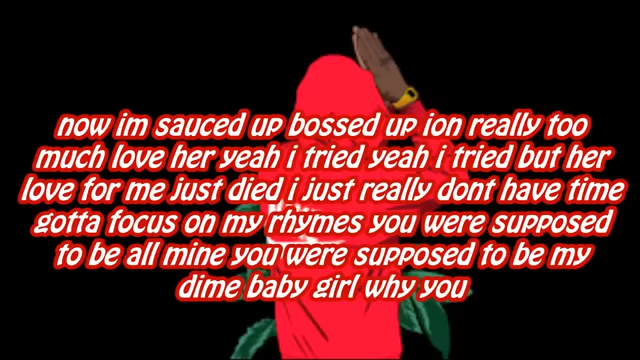 now im sauced up bossed up ion really too
much love her yeah i tried yeah i tried but her
love for me just died i just really dont have time
gotta focus on my rhymes you were supposed
to be all mine you were supposed to be my
dime baby girl why you